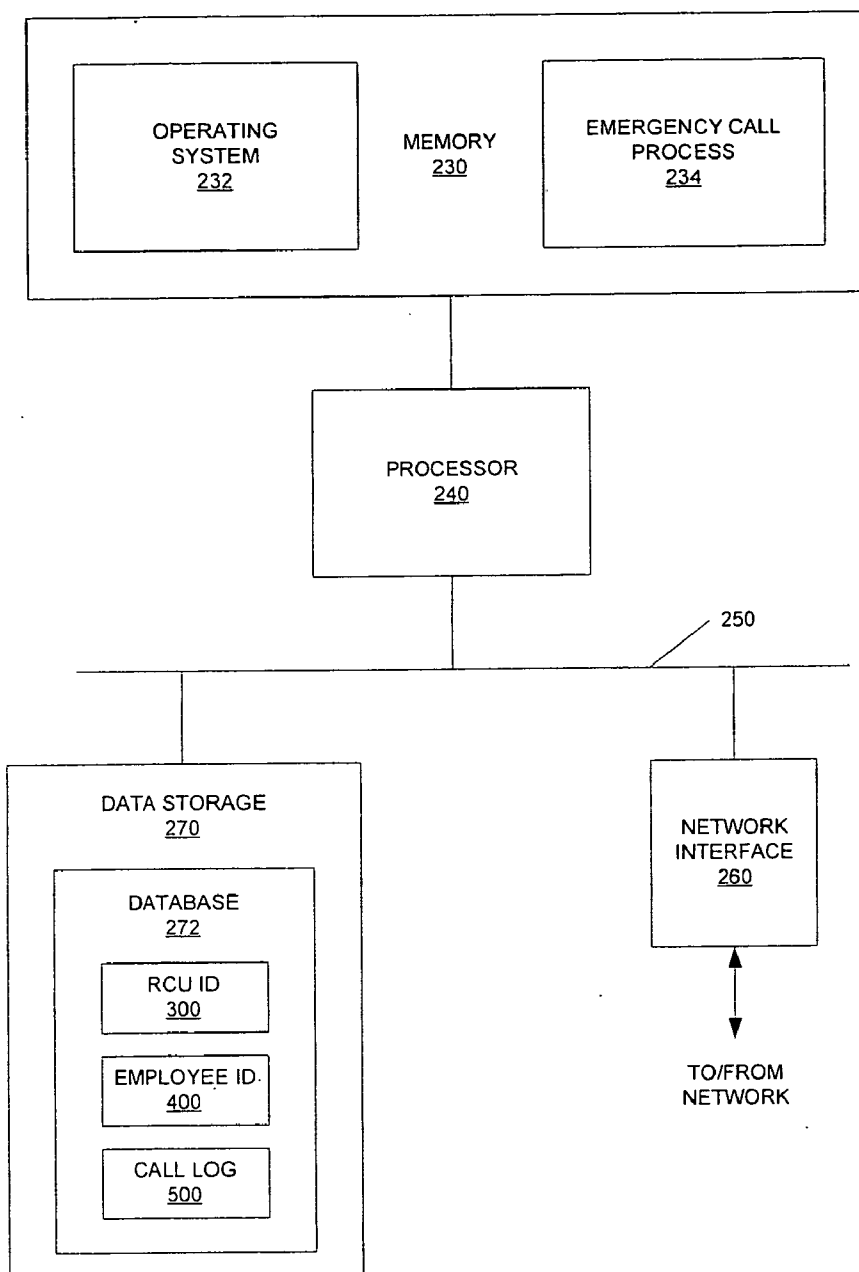 OPERATING
SYSTEM
232
MEMORY
230
EMERGENCY CALL
PROCESS
234
PROCESSOR
240
250
DATA STORAGE
270
DATABASE
272
RCU ID
300
EMPLOYEE ID
400
CALL LOG
500
NETWORK
INTERFACE
260
TO/FROM
NETWORK